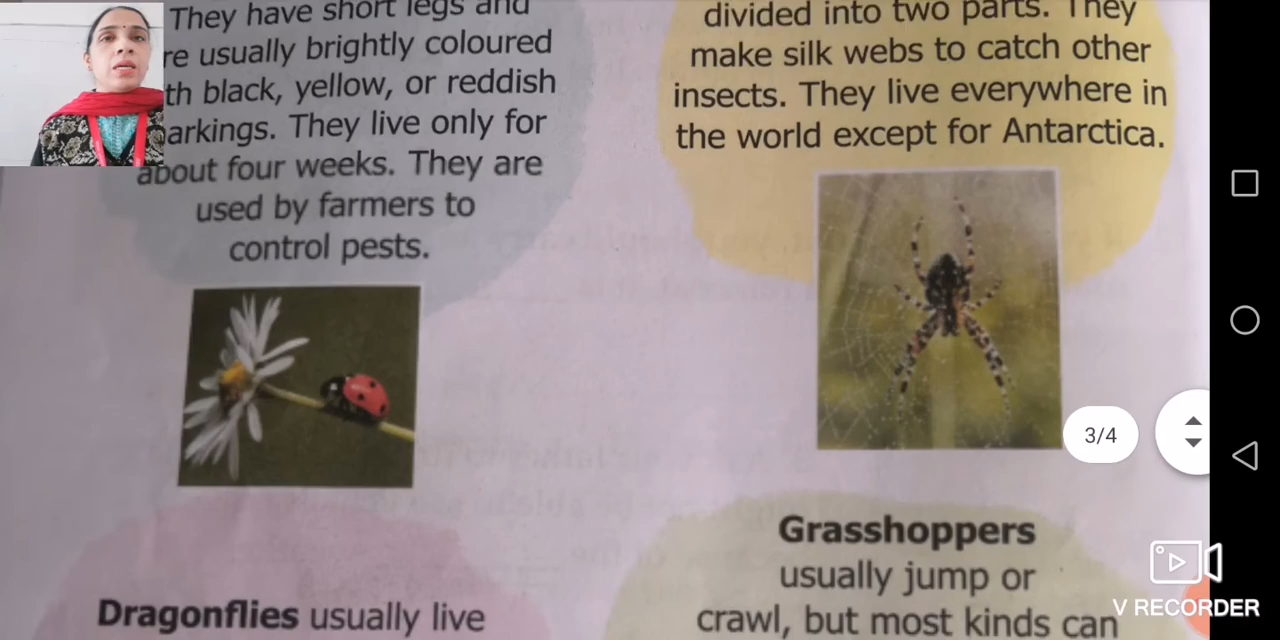 They have short legs and
re usually brightly coloured
th black, yellow, or reddish
arkings. They live only for
about four weeks. They are
used by farmers to
control pests.
divided into two parts. They
make silk webs to catch other
insects. They live everywhere in
the world except for Antarctica.
Dragonflies usually live
Grasshoppers
usually jump or
crawl, but most kinds can
3/4
V RECORDER